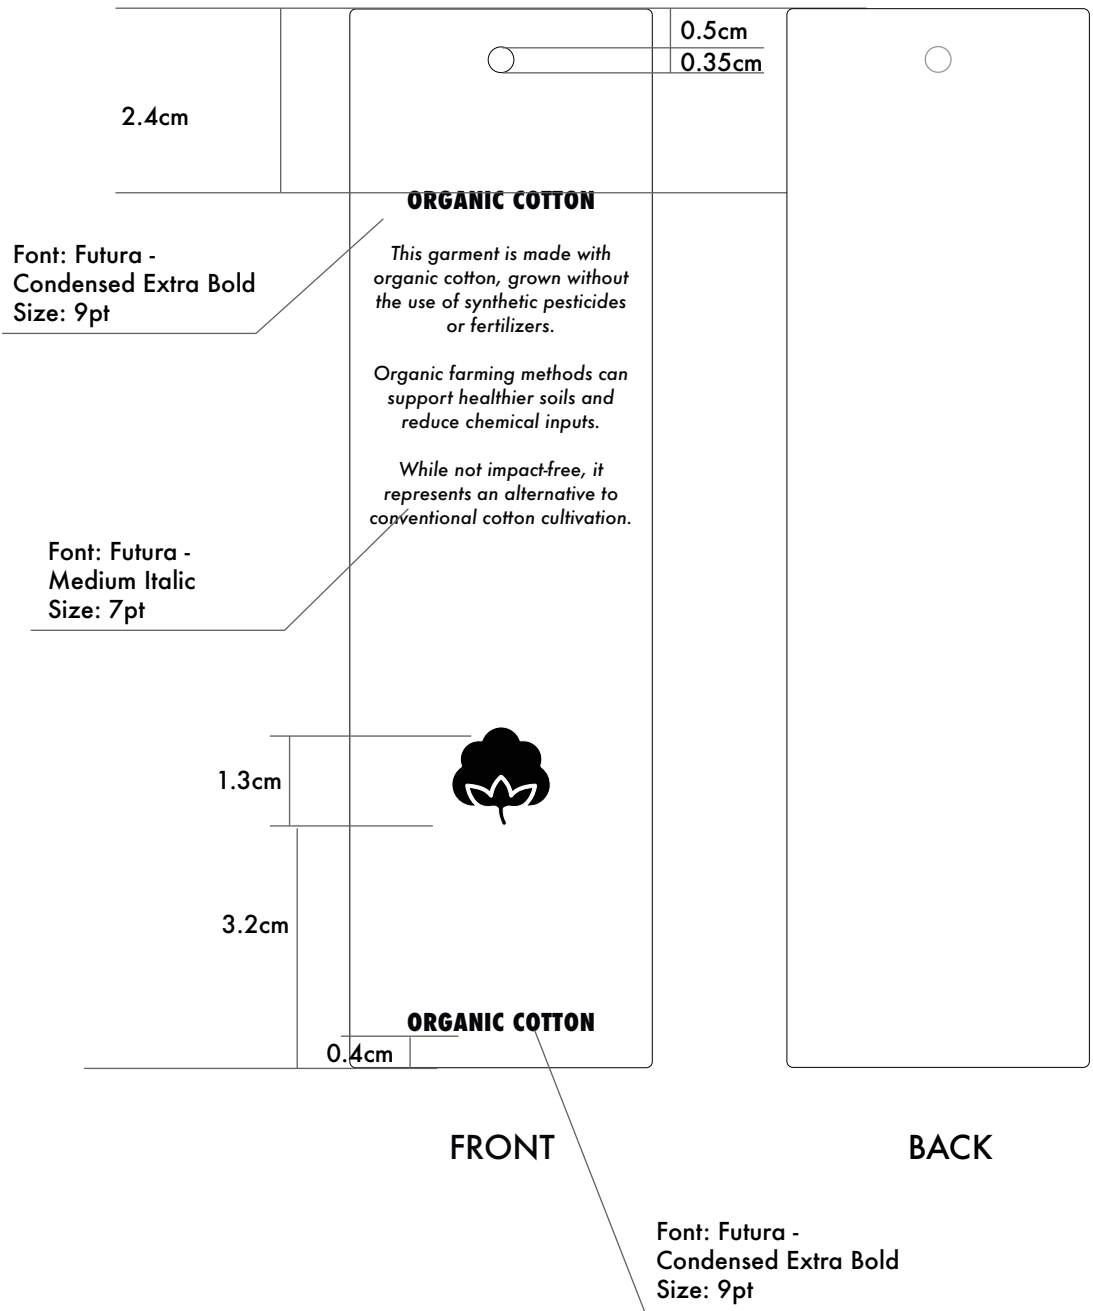 0.5cm
0.35cm
2.4cm
ORGANIC COTTON
Font: Futura -
Condensed Extra Bold
Size: 9pt
This garment is made with
organic cotton, grown without
the use of synthetic pesticides
or fertilizers.
Organic farming methods can
support healthier soils and
reduce chemical inputs.
While not impact-free, it
represents an alternative to
conventional cotton cultivation.
Font: Futura -
Medium Italic
Size: 7pt
1.3cm
3.2cm
ORGANIC COTTON
0.4cm
FRONT
BACK
Font: Futura -
Condensed Extra Bold
Size: 9pt